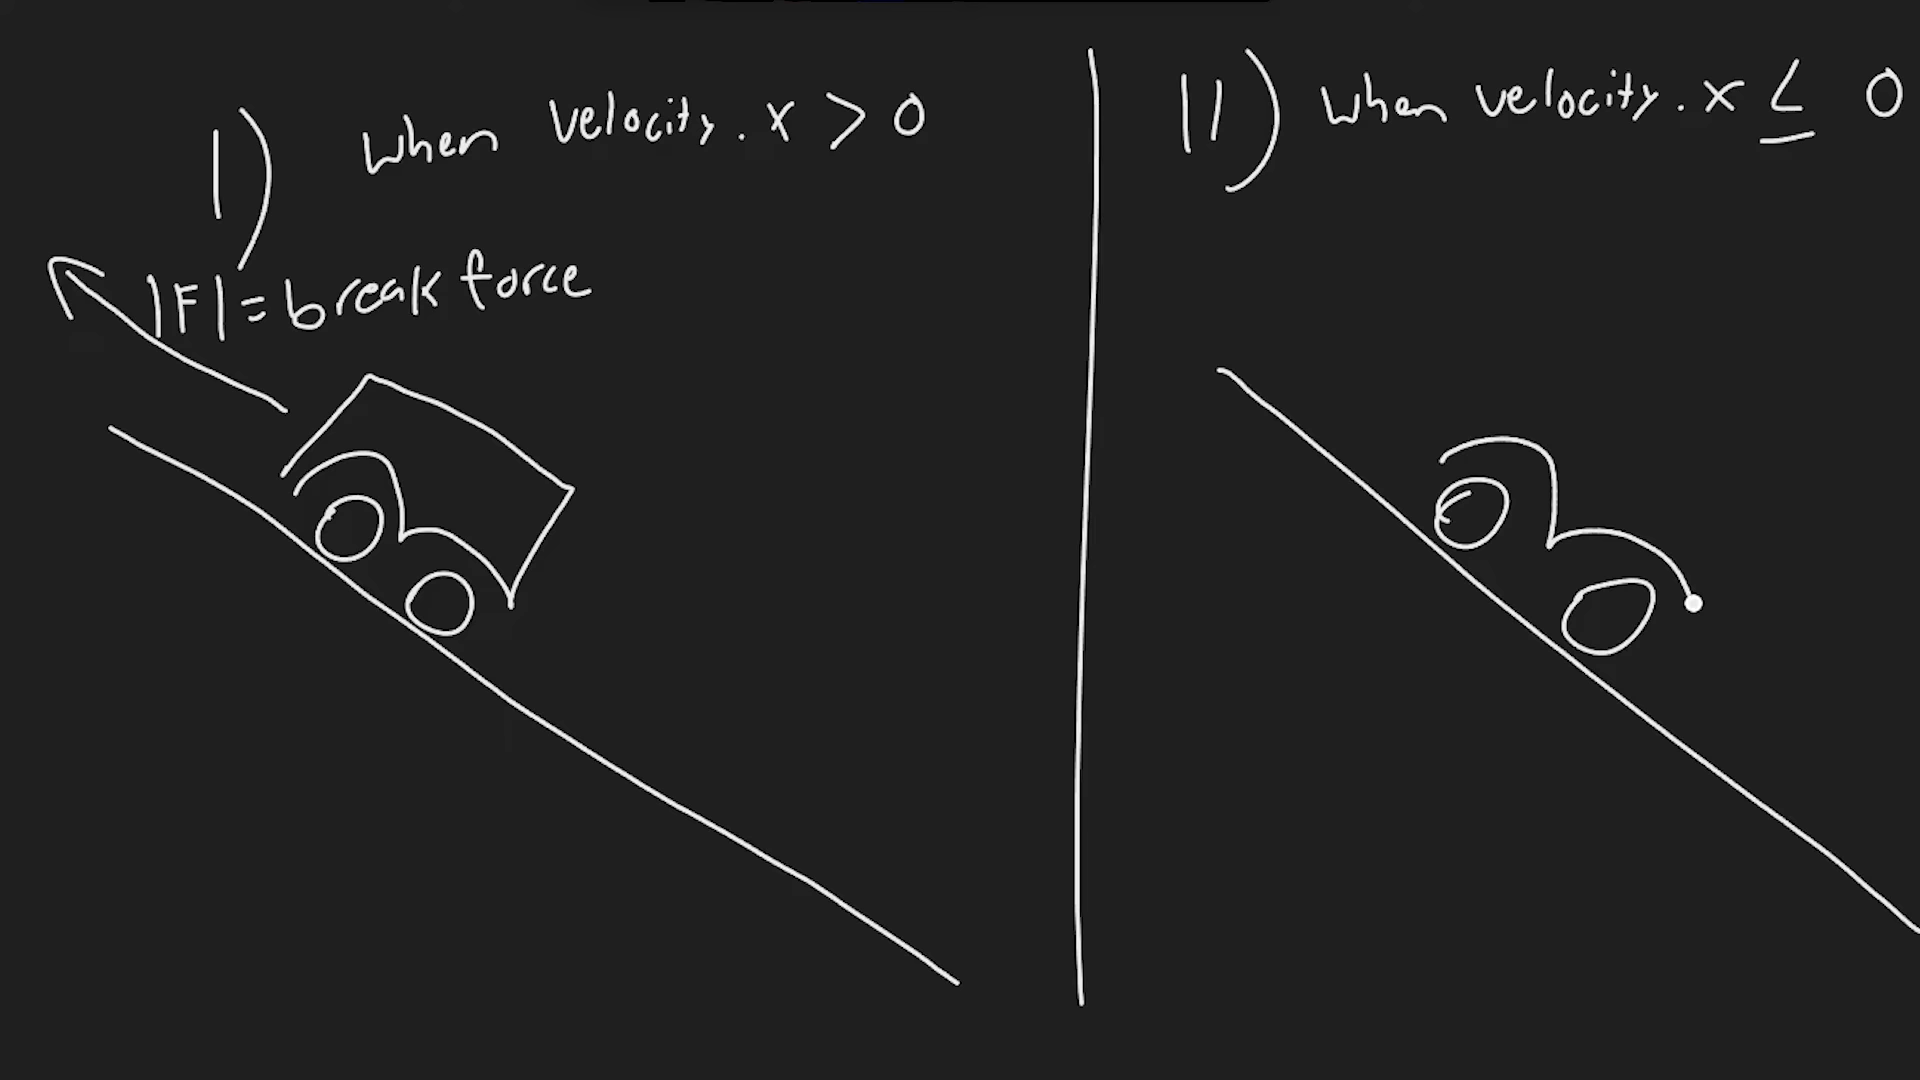 I) when velocity.x > 0
|F| = break force
II) when velocity.x ≤ 0